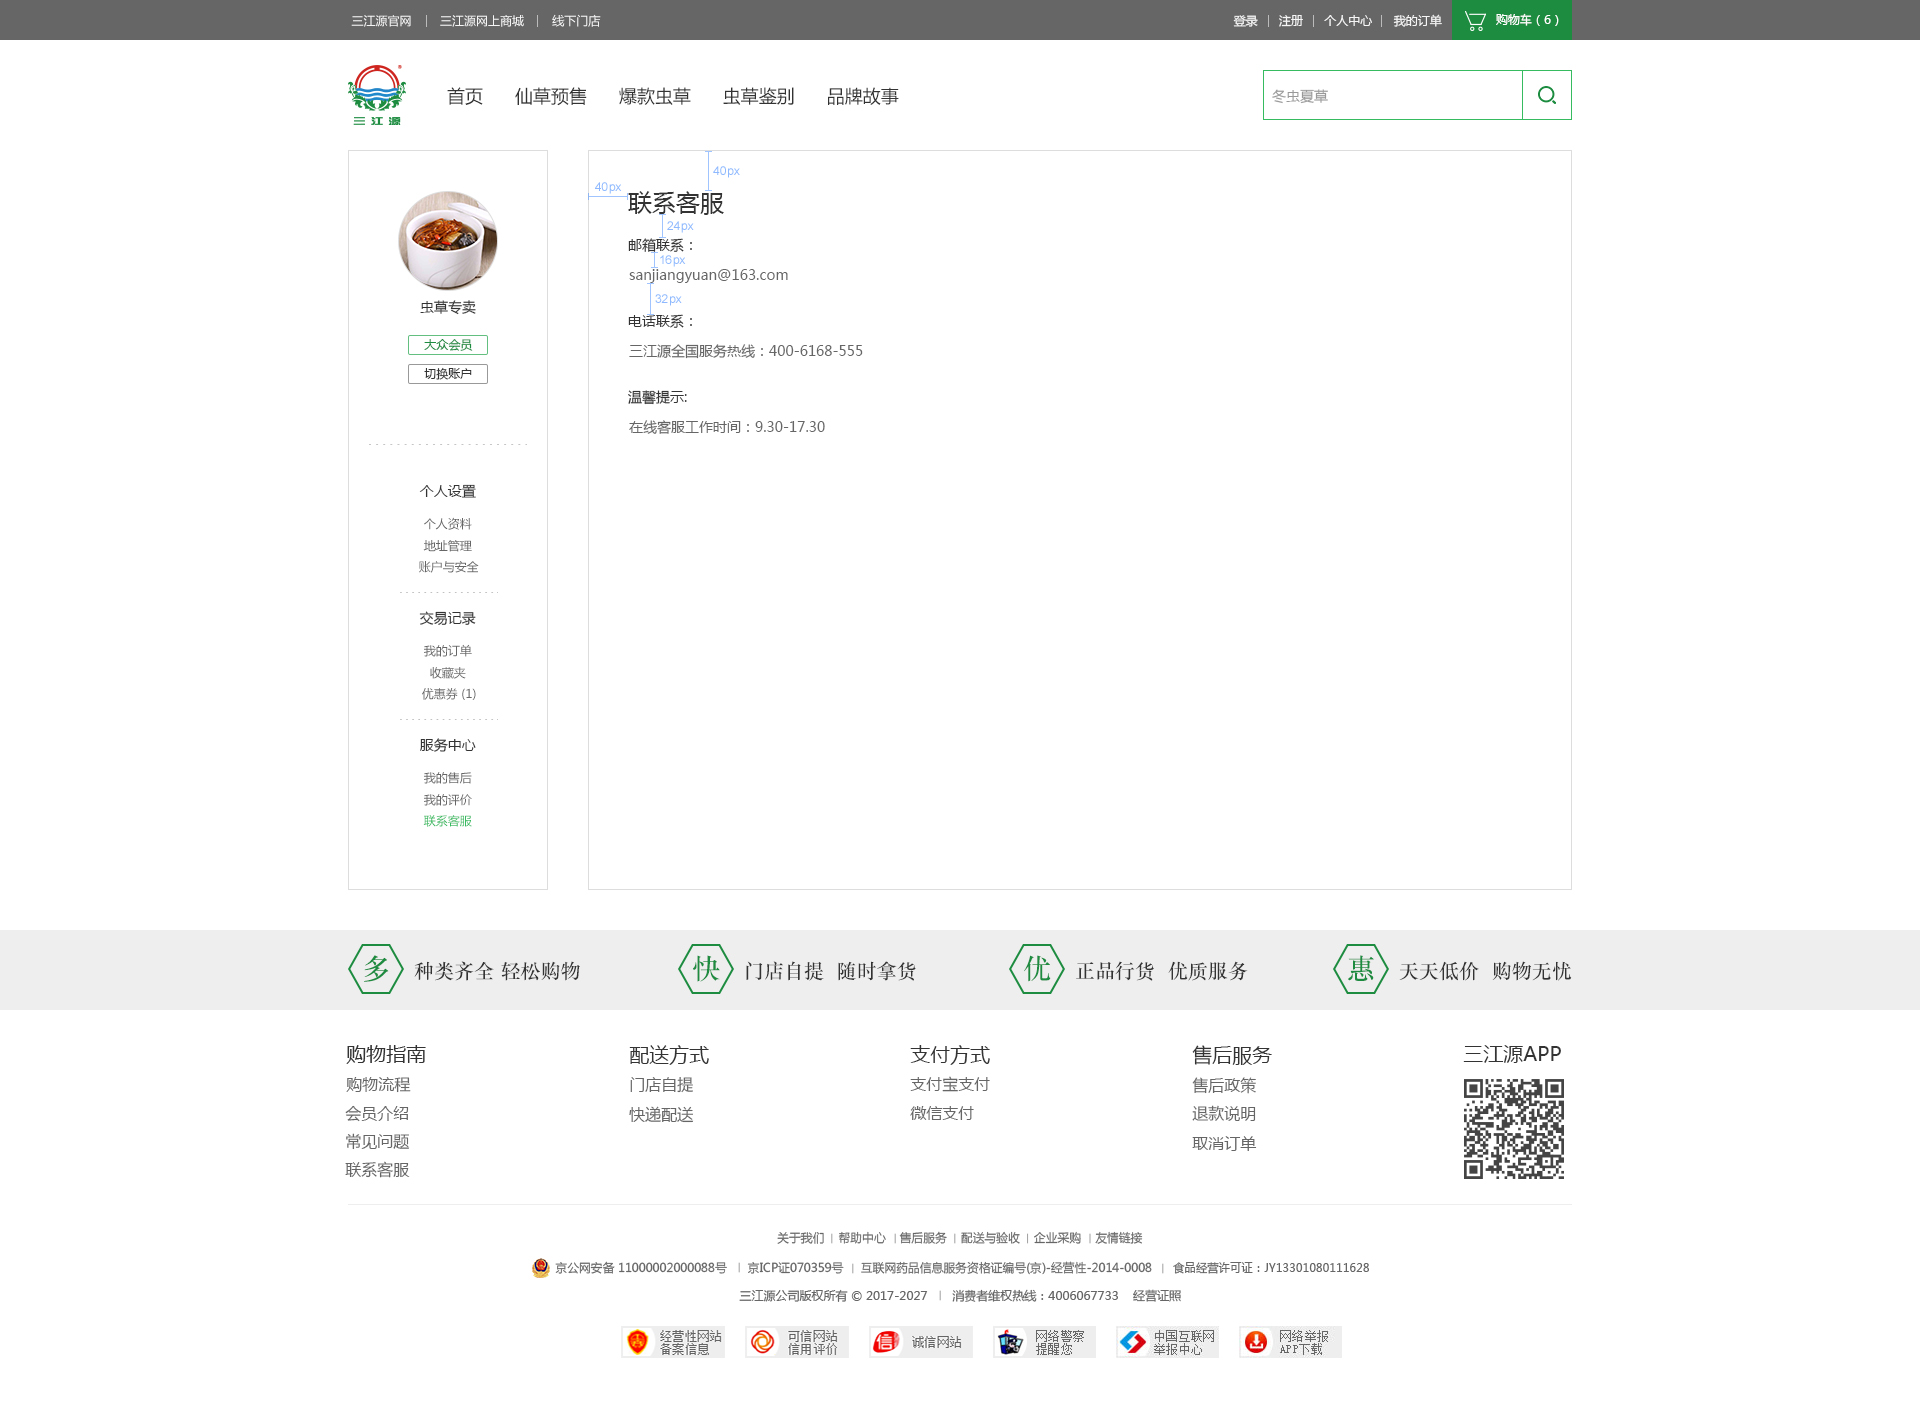 三江源官网 | 三江源网上商城 | 线下门店
登录 | 注册 | 个人中心 | 我的订单 购物车（6）
三江源
首页 仙草预售 爆款虫草 虫草鉴别 品牌故事
冬虫夏草
虫草专卖
大众会员
切换账户
个人设置
个人资料
地址管理
账户与安全
交易记录
我的订单
收藏夹
优惠券 (1)
服务中心
我的售后
我的评价
联系客服
40px
40px
联系客服
24px
邮箱联系：
16px
sanjiangyuan@163.com
32px
电话联系：
三江源全国服务热线：400-6168-555
温馨提示:
在线客服工作时间：9.30-17.30
多 种类齐全 轻松购物
快 门店自提 随时拿货
优 正品行货 优质服务
惠 天天低价 购物无忧
购物指南
购物流程
会员介绍
常见问题
联系客服
配送方式
门店自提
快递配送
支付方式
支付宝支付
微信支付
售后服务
售后政策
退款说明
取消订单
三江源APP
关于我们 | 帮助中心 | 售后服务 | 配送与验收 | 企业采购 | 友情链接
京公网安备 11000002000088号 | 京ICP证070359号 | 互联网药品信息服务资格证编号(京)-经营性-2014-0008 | 食品经营许可证：JY13301080111628
三江源公司版权所有 © 2017-2027 | 消费者维权热线：4006067733 经营证照
经营性网站
备案信息
可信网站
信用评价
信 诚信网站
网络警察
提醒您
中国互联网
举报中心
网络举报
APP下载